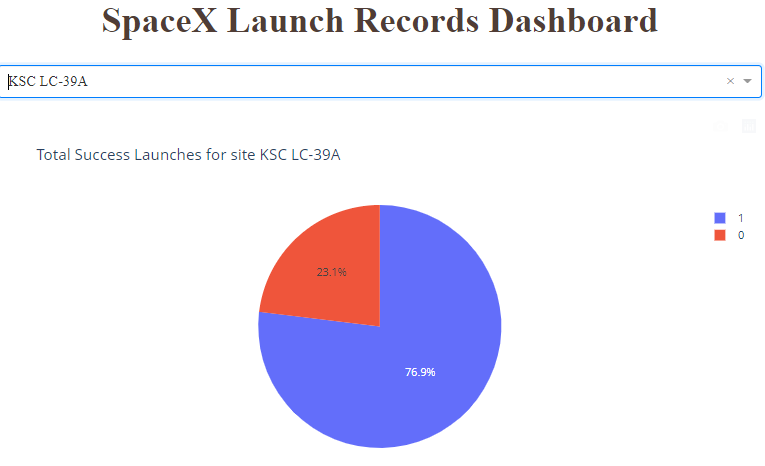 SpaceX Launch Records Dashboard
KSC LC-39A
Total Success Launches for site KSC LC-39A
1
0
23.1%
76.9%